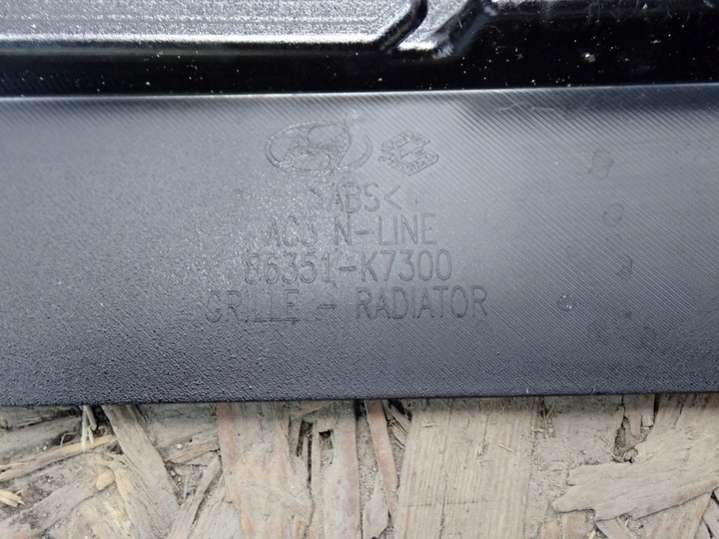 >ABS<
AC3 N-LINE
86351-K7300
GRILLE - RADIATOR